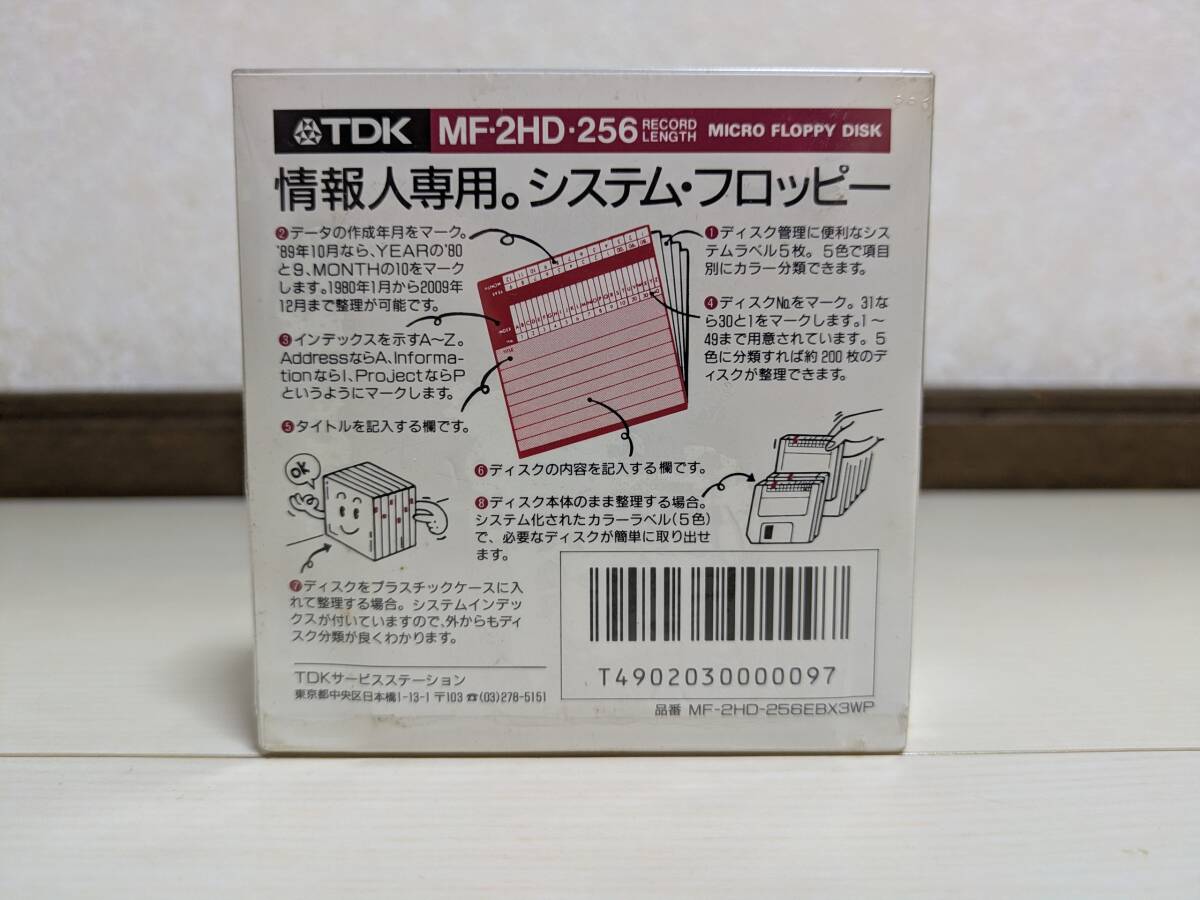 TDK MF-2HD-256 RECORD LENGTH MICRO FLOPPY DISK
情報人専用。システム・フロッピー
❶ディスク管理に便利なシス
テムラベル5枚。5色で項目
別にカラー分類できます。
❷データの作成年月をマーク。
'89年10月なら、YEARの'80
と9、MONTHの10をマーク
します。1980年1月から2009年
12月まで整理が可能です。
❸インデックスを示すA〜Z。
AddressならA、Informa-
tionならI、ProJectならP
というようにマークします。
❹ディスクNo.をマーク。31な
ら30と1をマークします。1〜
49まで用意されています。5
色に分類すれば約200枚のデ
ィスクが整理できます。
❺タイトルを記入する欄です。
❻ディスクの内容を記入する欄です。
OK
❼ディスクをプラスチックケースに入
れて整理する場合。システムインデッ
クスが付いていますので、外からもディ
スク分類が良くわかります。
❽ディスク本体のまま整理する場合。
システム化されたカラーラベル(5色)
で、必要なディスクが簡単に取り出せ
ます。
TDKサービスステーション
東京都中央区日本橋1-13-1 〒103 ☎(03)278-5151
T4902030000097
品番 MF-2HD-256EBX3WP